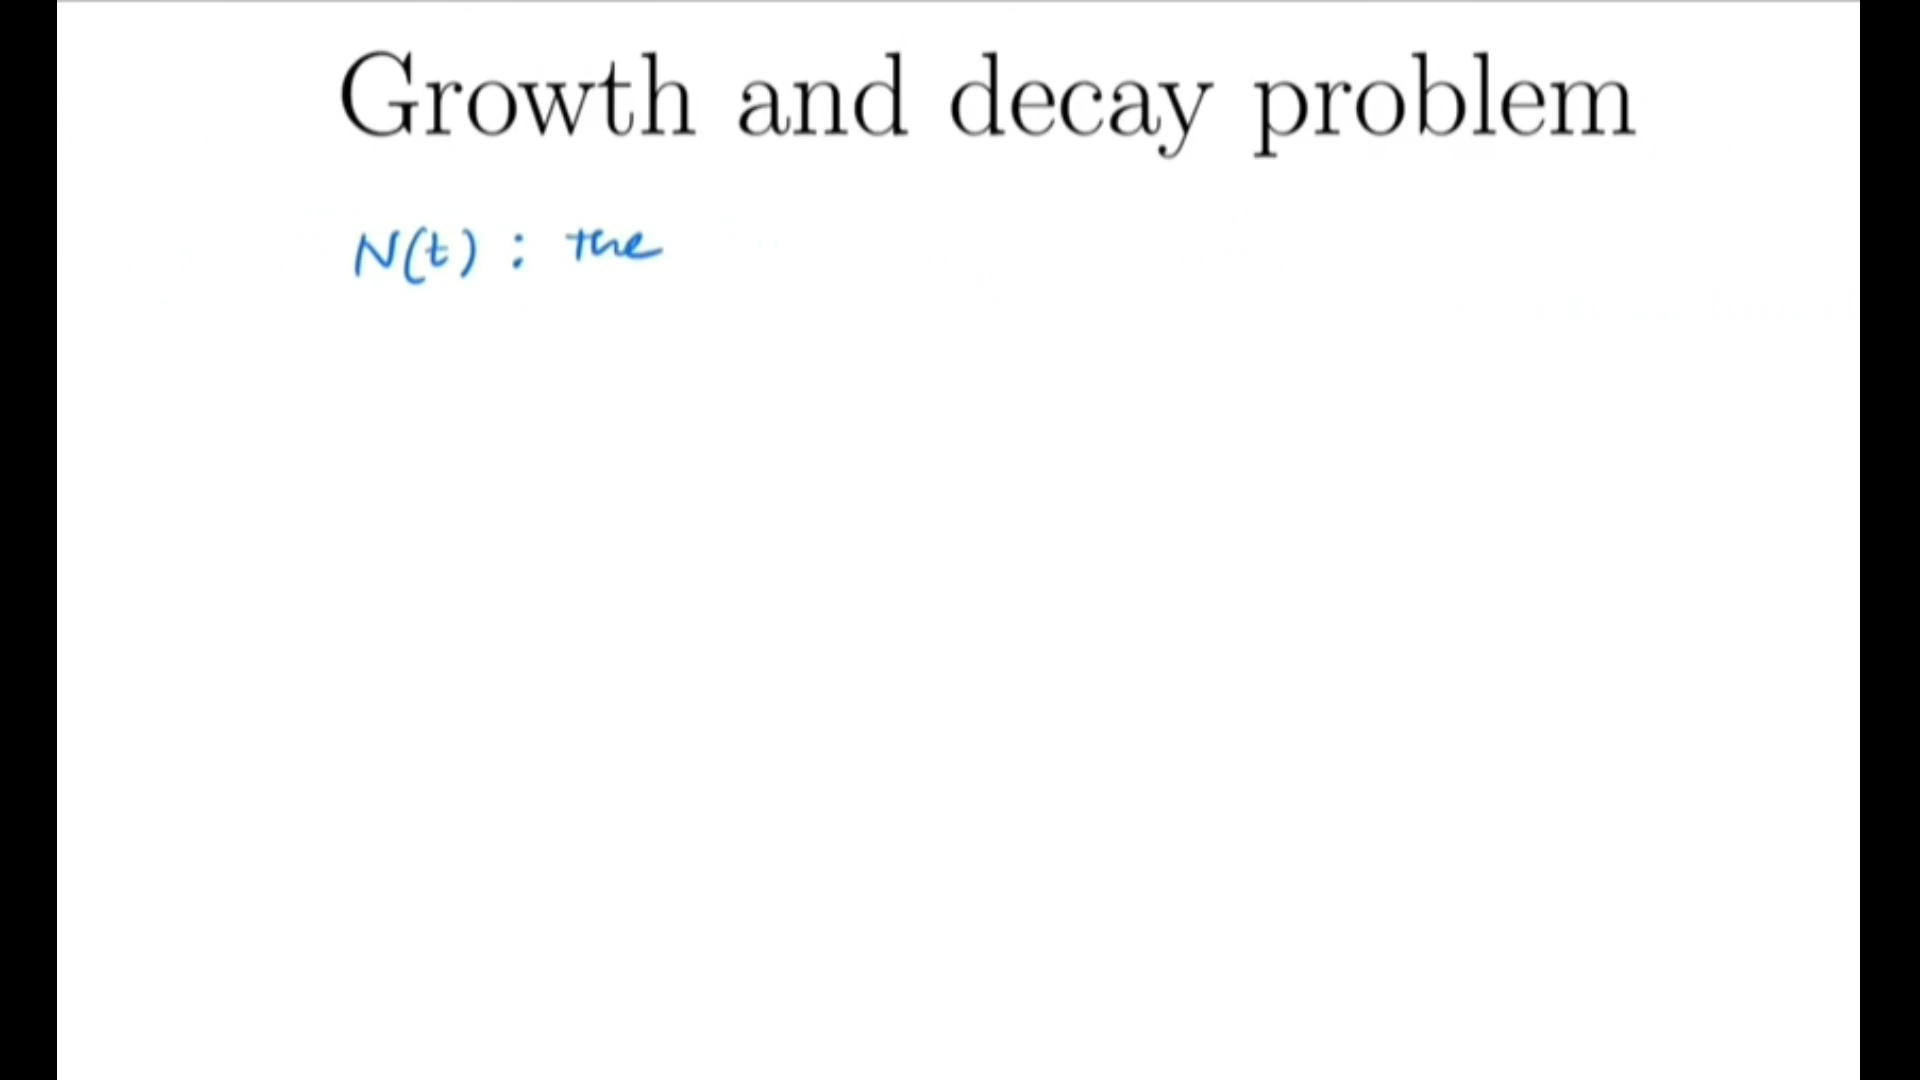 Growth and decay problem
N(t) : the